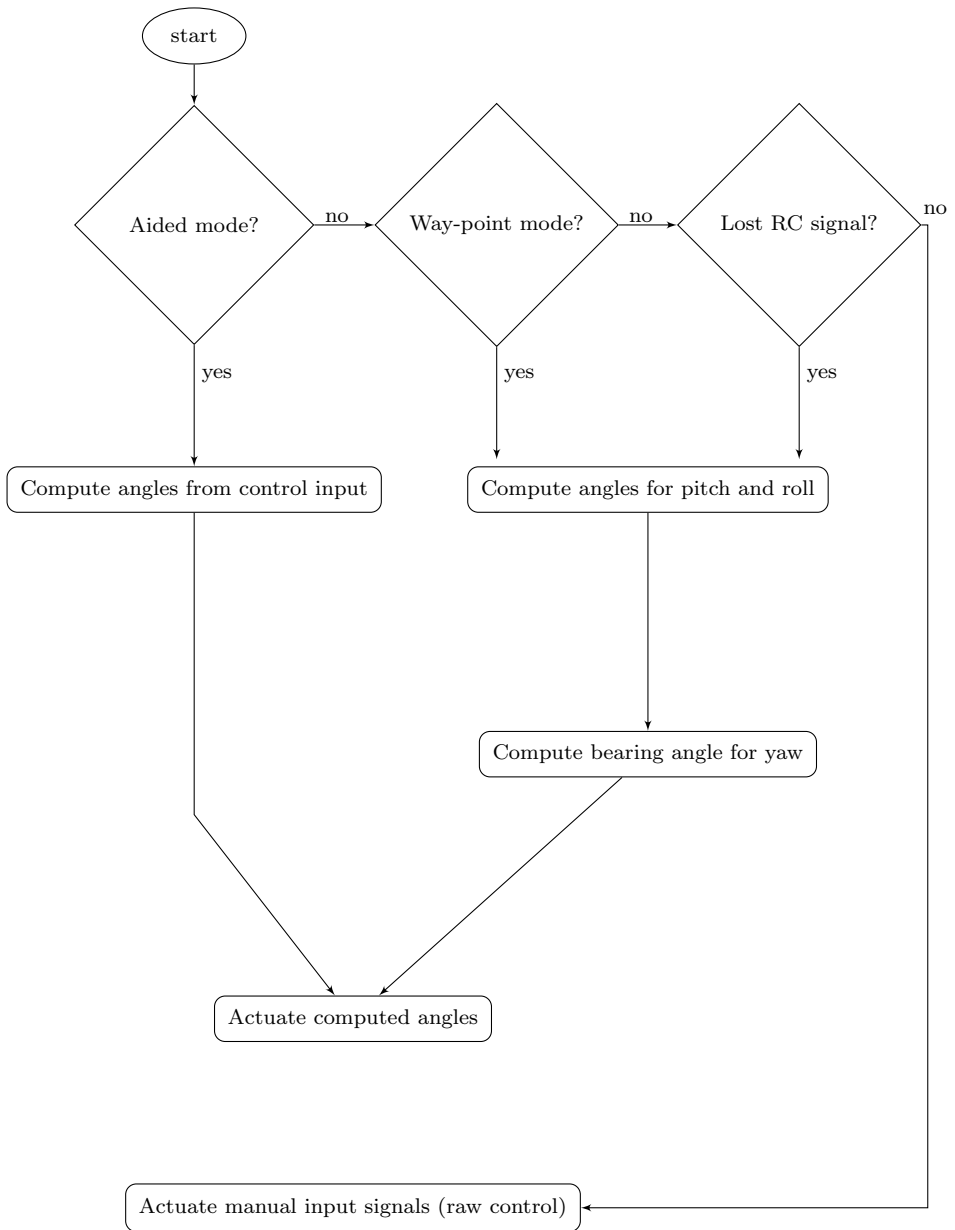 start
Aided mode?
no
Way-point mode?
no
Lost RC signal?
no
yes
yes
yes
Compute angles from control input
Compute angles for pitch and roll
Compute bearing angle for yaw
Actuate computed angles
Actuate manual input signals (raw control)